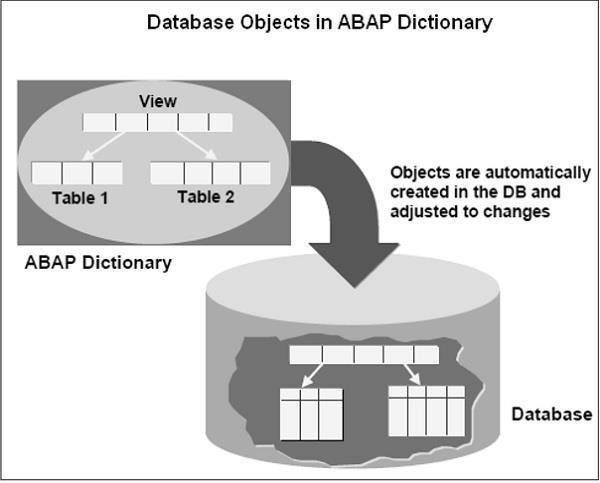 Database Objects in ABAP Dictionary
View
Table 1
Table 2
Objects are automatically
created in the DB and
adjusted to changes
ABAP Dictionary
Database